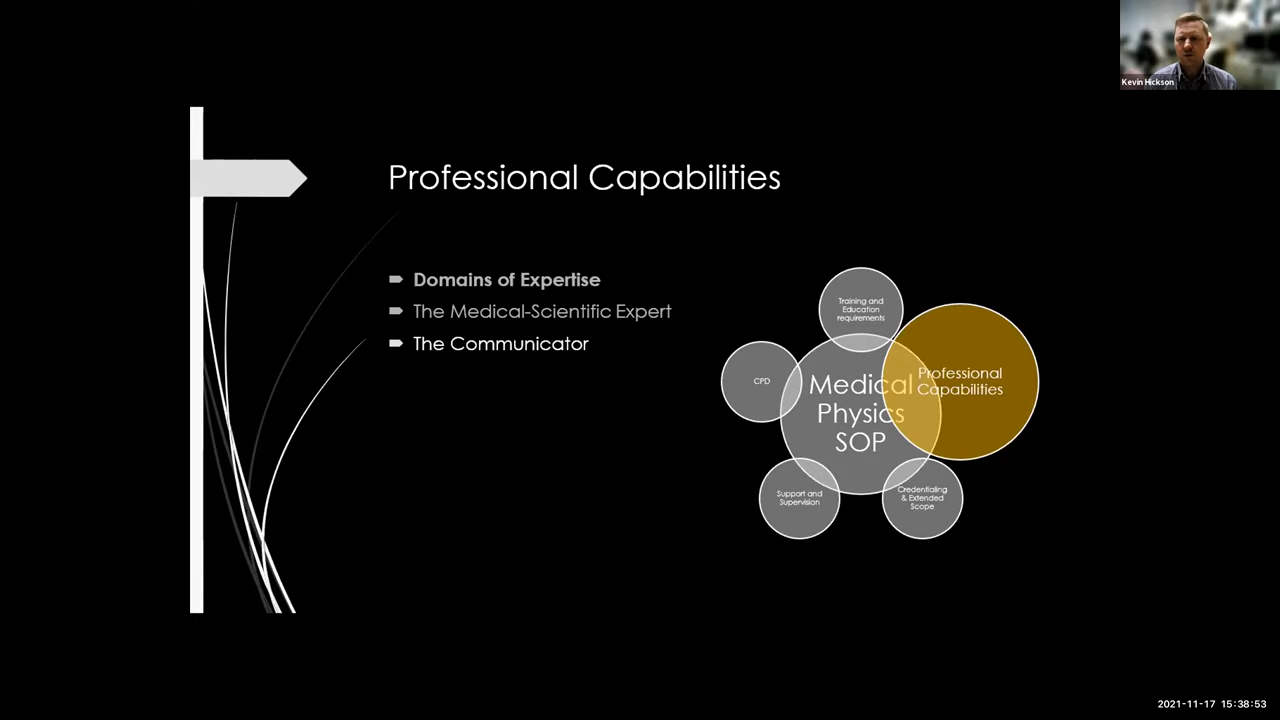 Kevin Hickson
Professional Capabilities
Domains of Expertise
The Medical-Scientific Expert
The Communicator
Training and
Education
requirements
Professional
Capabilities
CPD
Medical
Physics
SOP
Support and
Supervision
Credentialing
& Extended
Scope
2021-11-17 15:38:53